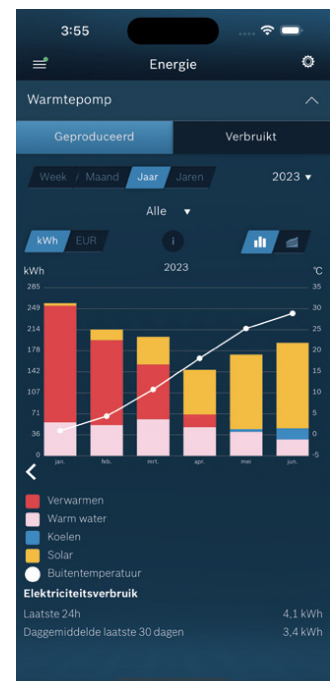 3:55
Energie
Warmtepomp
Geproduceerd Verbruikt
Week / Maand Jaar Jaren 2023
Alle
kWh EUR i
kWh 2023 °C
285 35
249 30
214 25
178 20
142 15
107 10
71 5
36 0
0 -5
jan. feb. mrt. apr. mei jun.
Verwarmen
Warm water
Koelen
Solar
Buitentemperatuur
Elektriciteitsverbruik
Laatste 24h 4,1 kWh
Daggemiddelde laatste 30 dagen 3,4 kWh